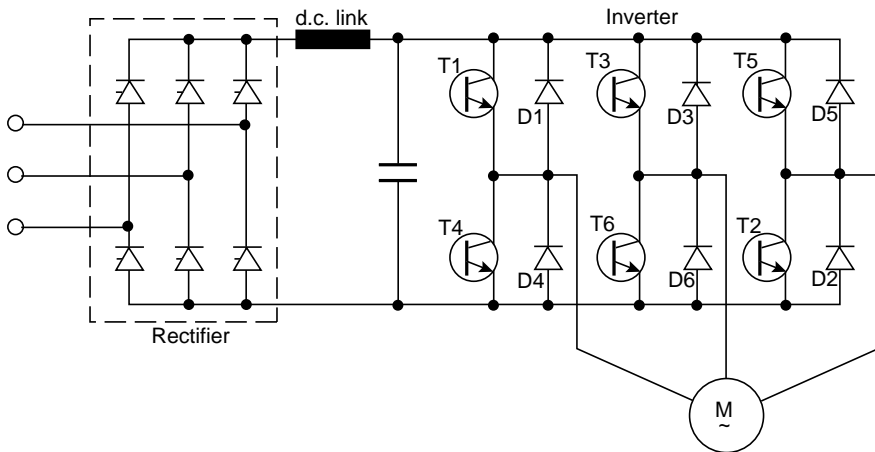 d.c. link
Inverter
T1
T3
T5
D1
D3
D5
T4
T6
T2
D4
D6
D2
Rectifier
M
~